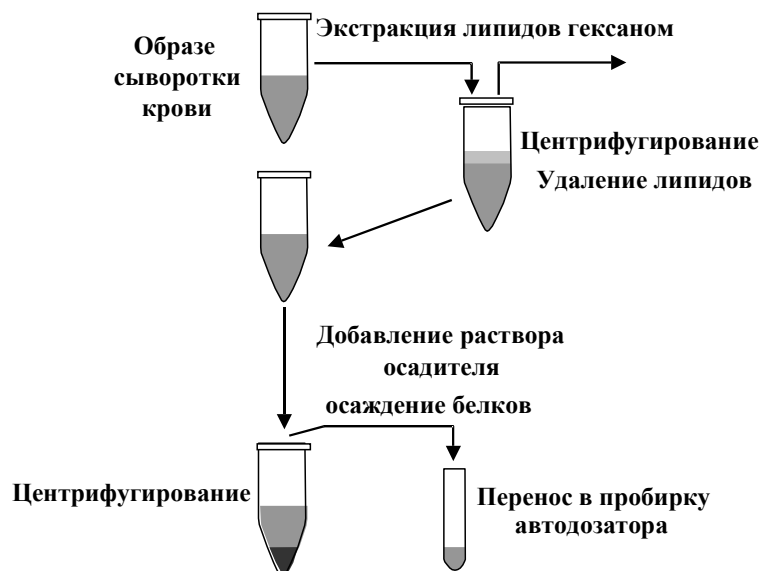 Образе
сыворотки
крови
Экстракция липидов гексаном
Центрифугирование
Удаление липидов
Добавление раствора
осадителя
осаждение белков
Центрифугирование
Перенос в пробирку
автодозатора